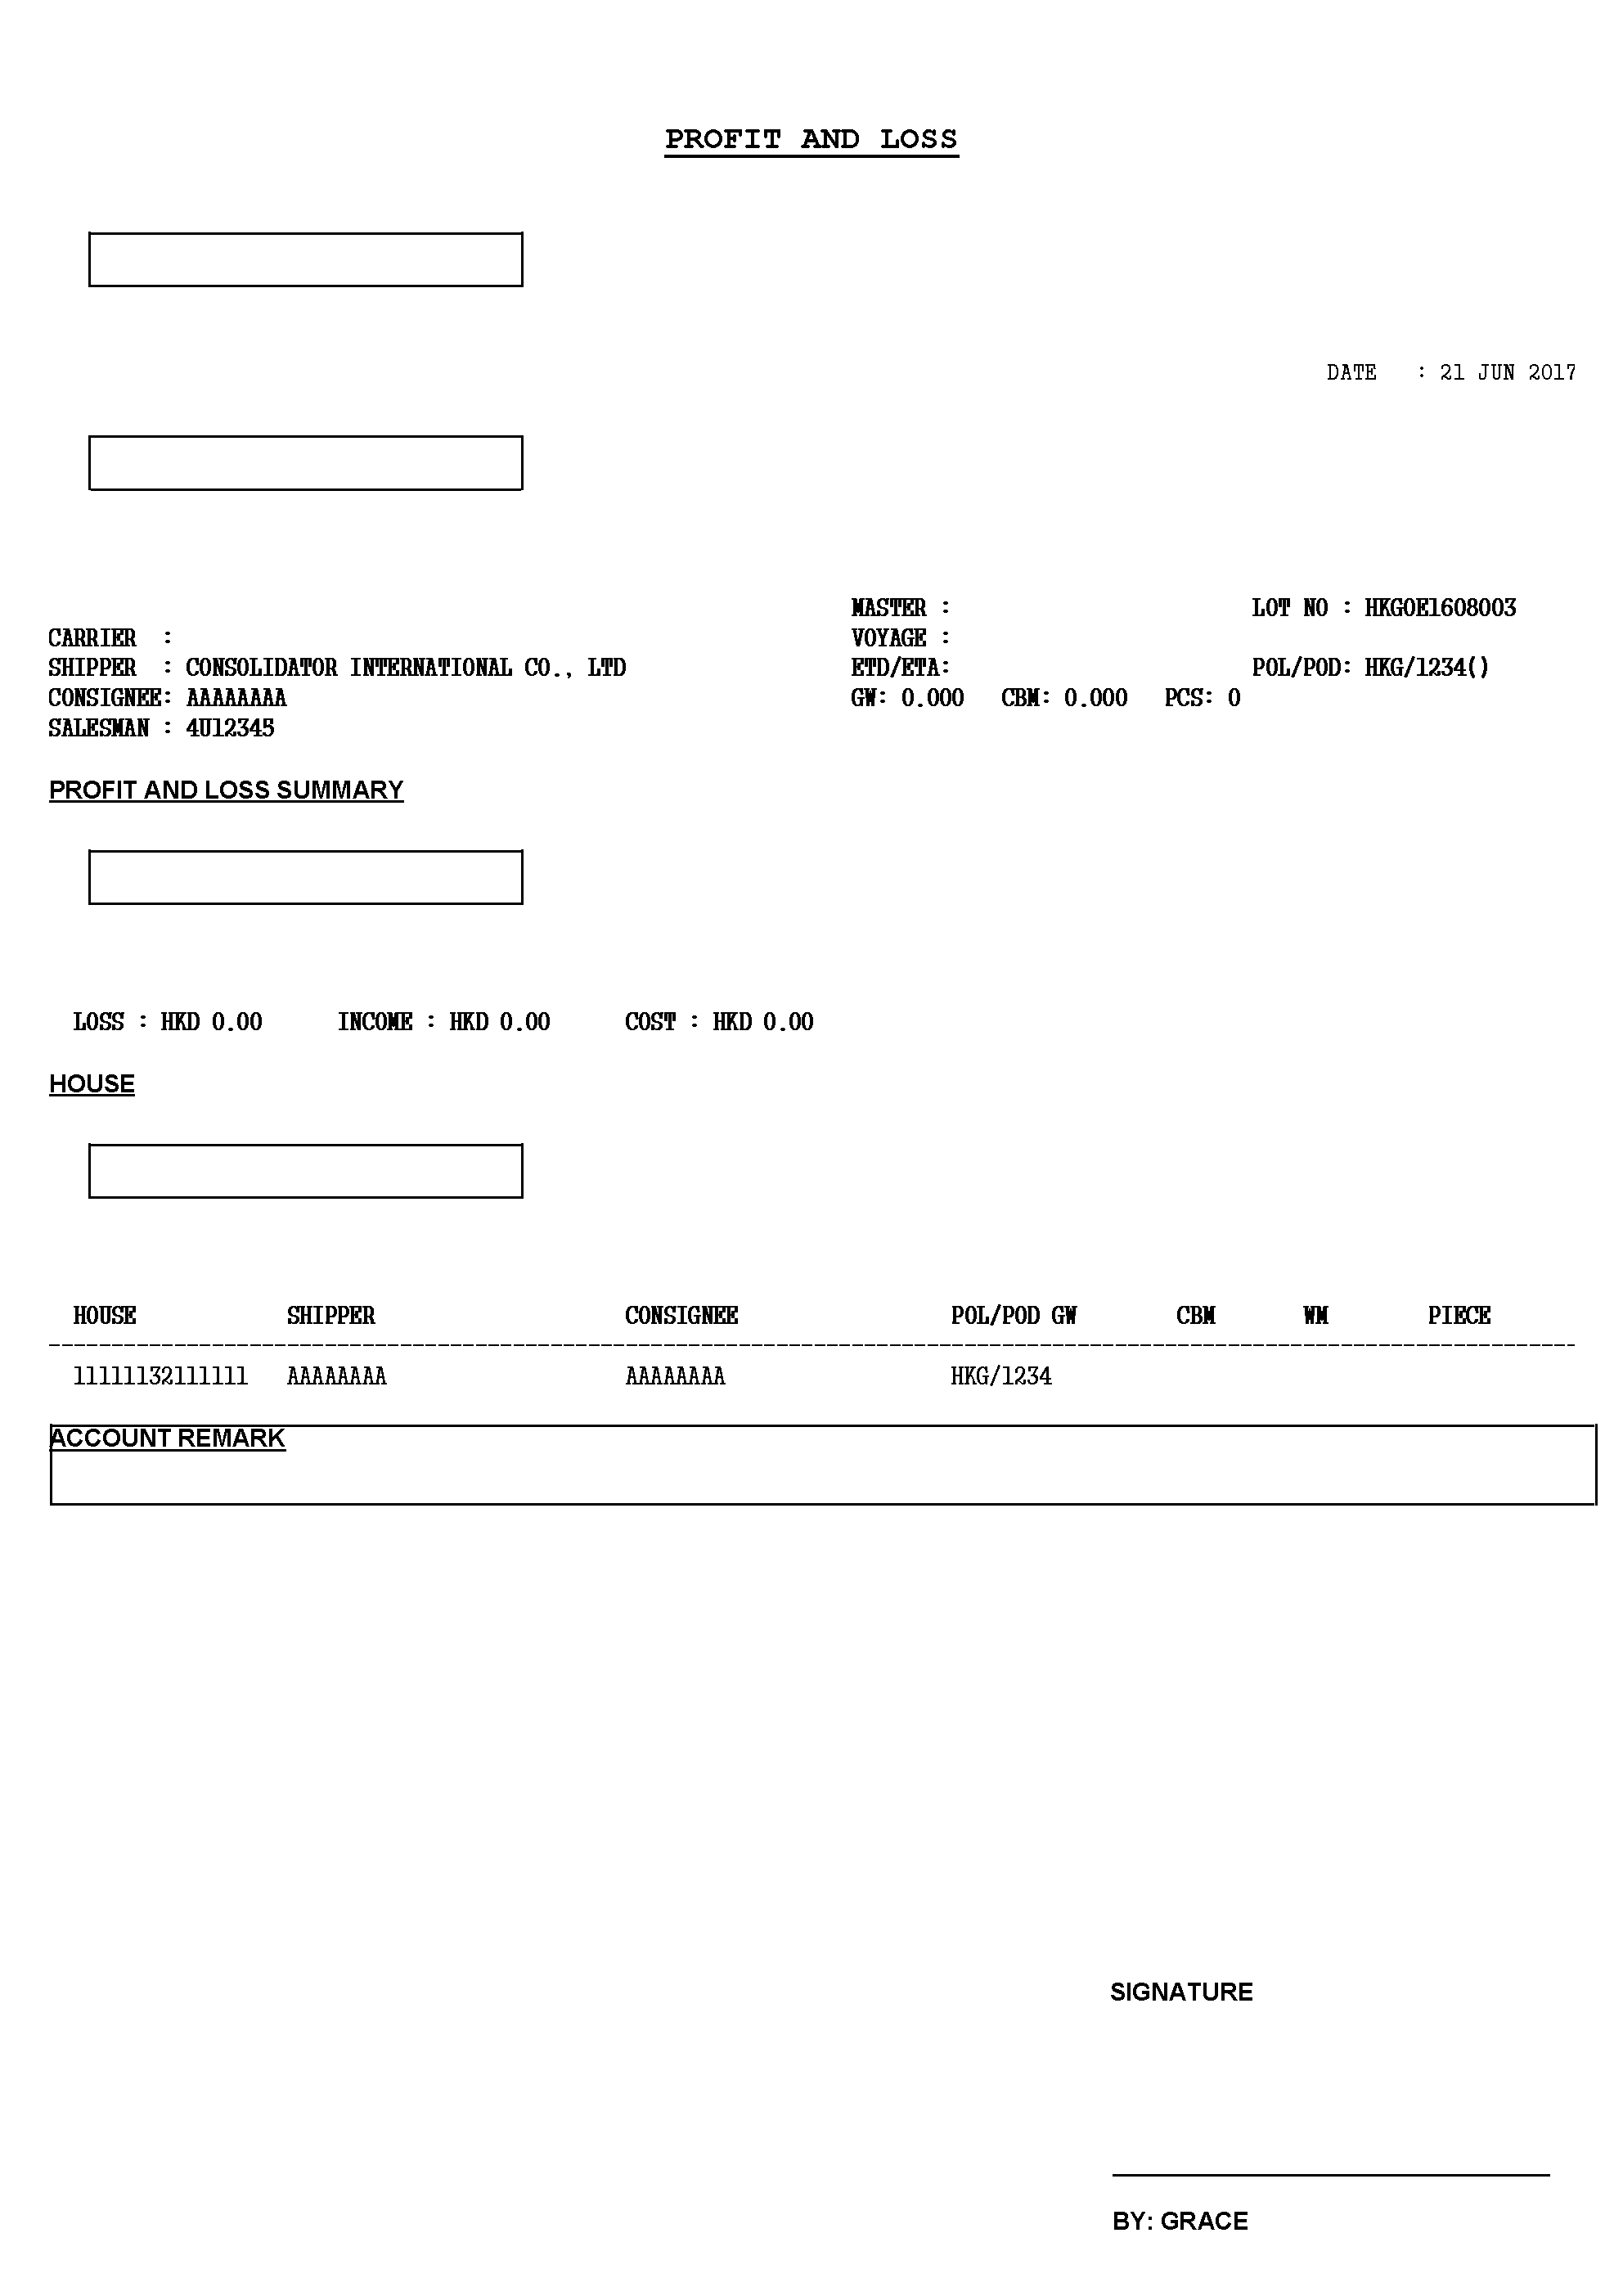 PROFIT AND LOSS
DATE : 21 JUN 2017
MASTER : LOT NO : HKGOE1608003
CARRIER : VOYAGE :
SHIPPER : CONSOLIDATOR INTERNATIONAL CO., LTD ETD/ETA: POL/POD: HKG/1234()
CONSIGNEE: AAAAAAAA GW: 0.000 CBM: 0.000 PCS: 0
SALESMAN : 4U12345
PROFIT AND LOSS SUMMARY
LOSS : HKD 0.00 INCOME : HKD 0.00 COST : HKD 0.00
HOUSE
HOUSE SHIPPER CONSIGNEE POL/POD GW CBM WM PIECE
11111132111111 AAAAAAAA AAAAAAAA HKG/1234
ACCOUNT REMARK
SIGNATURE
BY: GRACE